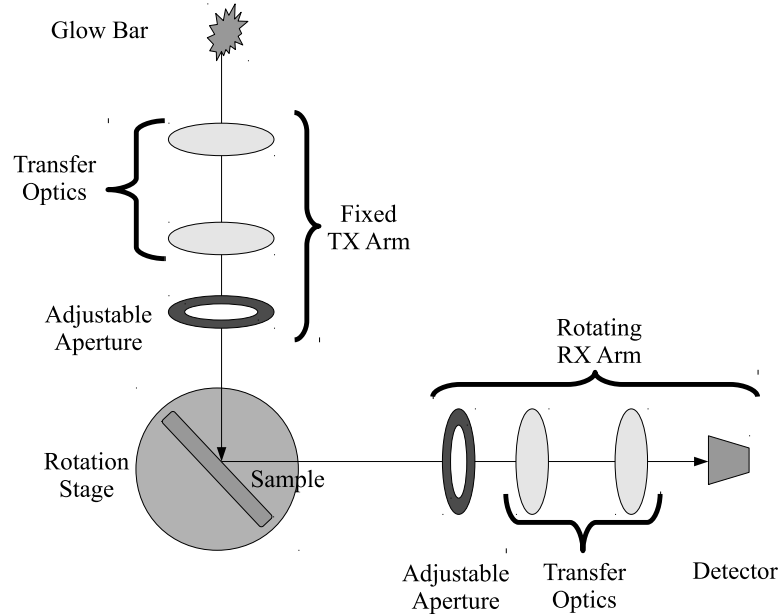 Glow Bar
Transfer
Optics
Fixed
TX Arm
Adjustable
Aperture
Rotating
RX Arm
Rotation
Stage
Sample
Adjustable
Aperture
Transfer
Optics
Detector